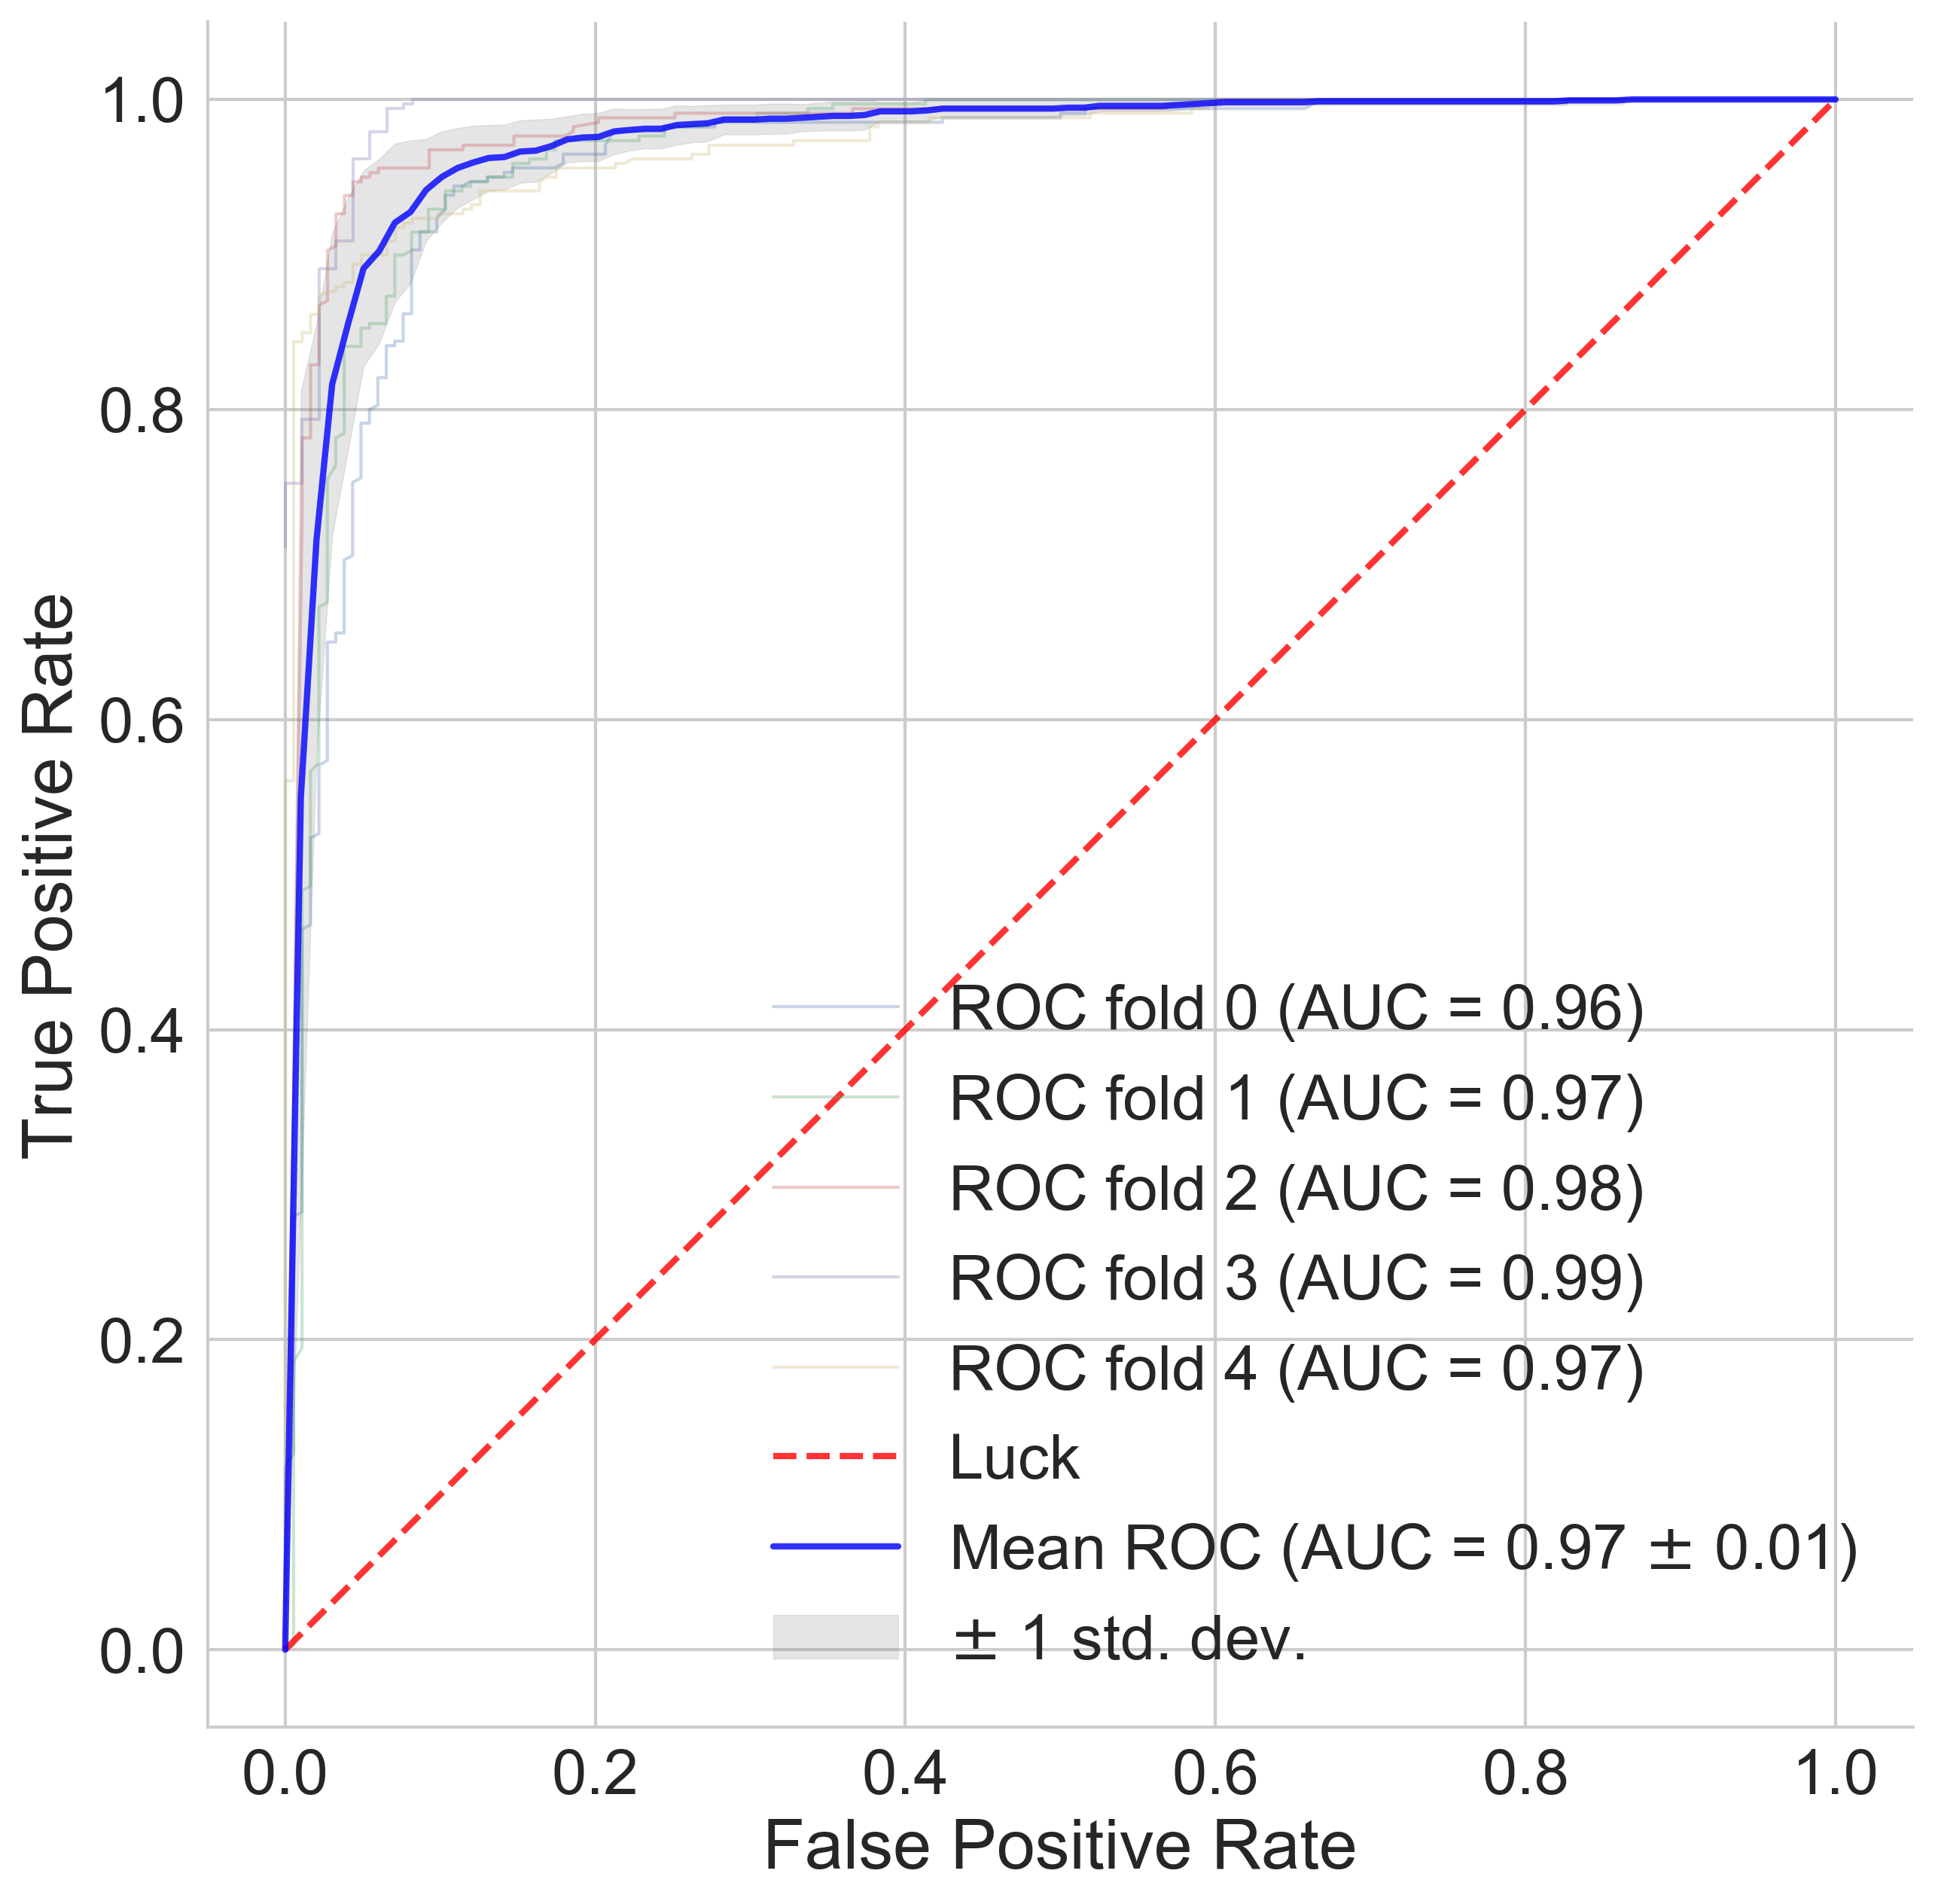 1.0
0.8
0.6
0.4
0.2
0.0
True Positive Rate
ROC fold 0 (AUC = 0.96)
ROC fold 1 (AUC = 0.97)
ROC fold 2 (AUC = 0.98)
ROC fold 3 (AUC = 0.99)
ROC fold 4 (AUC = 0.97)
Luck
Mean ROC (AUC = 0.97 ± 0.01)
± 1 std. dev.
0.0 0.2 0.4 0.6 0.8 1.0
False Positive Rate